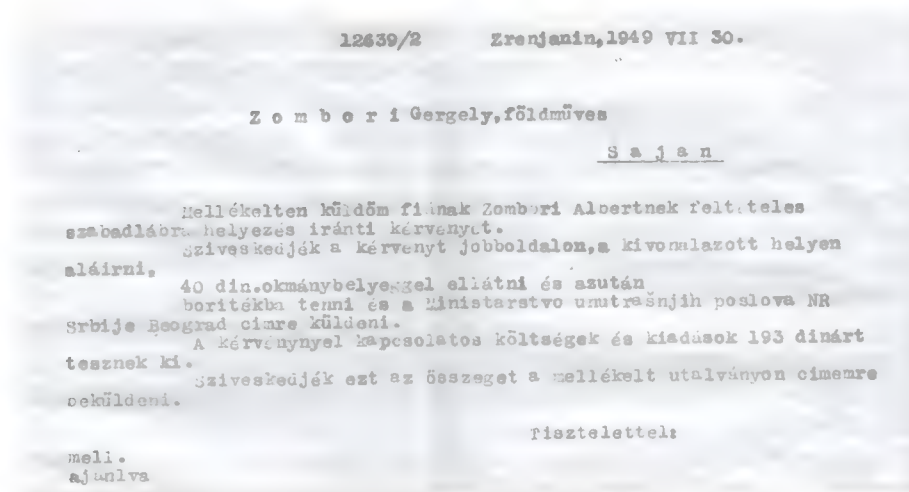 12639/2 Zrenjanin,1949 VII 30.
Z o m b o r i Gergely,földműves
S a j a n
Mellékelten küldöm fiának Zombori Albertnek feltételes
szabadlábra helyezés iránti kérvényét.
Sziveskedjék a kérvényt jobboldalon,a kivonalazott helyen
aláirni,
40 din.okmánybelyeggel ellátni és azután
boritékba tenni és a Ministarstvo unutrašnjih poslova NR
Srbije Beograd cimre küldeni.
A kérvénynyel kapcsolatos költségek és kiadások 193 dinárt
tesznek ki.
Sziveskedjék ezt az összeget a mellékelt utalványon cimemre
beküldeni.
Tisztelettel:
mell.
ajánlva